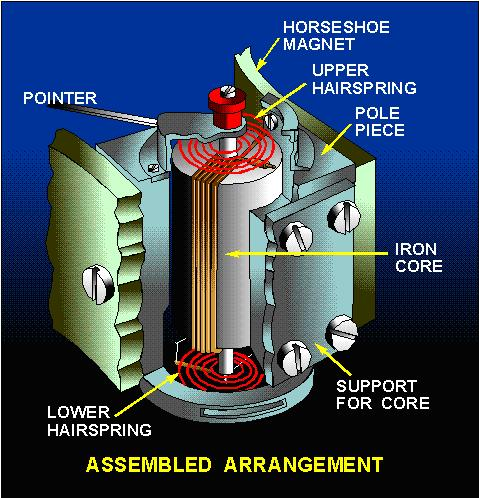 HORSESHOE
MAGNET
UPPER
HAIRSPRING
POINTER
POLE
PIECE
IRON
CORE
SUPPORT
FOR CORE
LOWER
HAIRSPRING
ASSEMBLED ARRANGEMENT